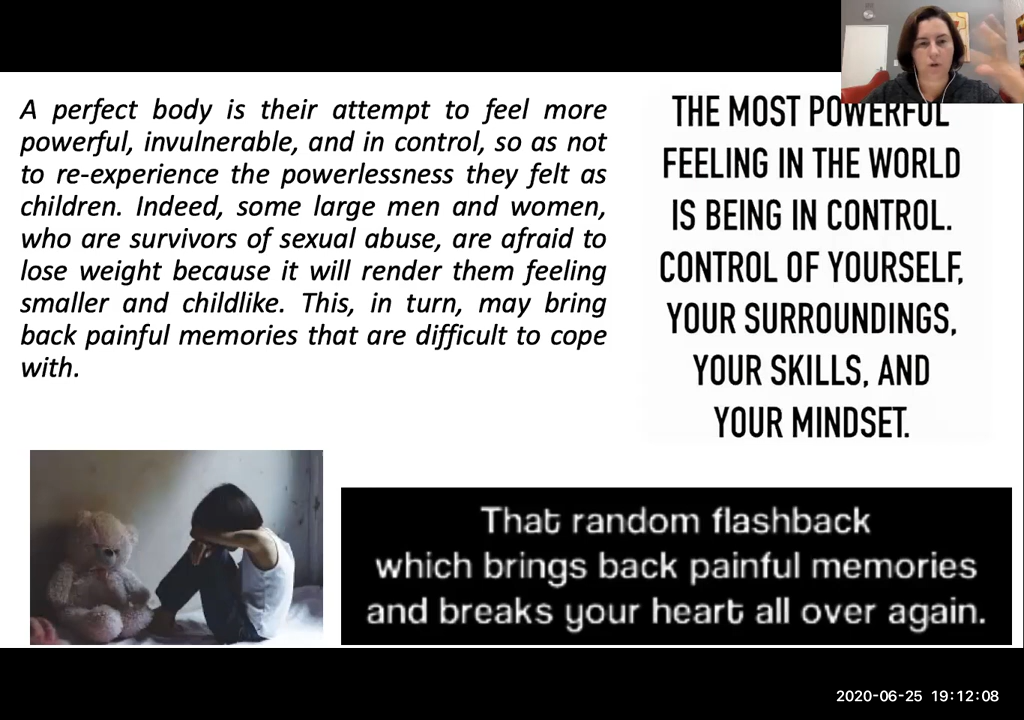 A perfect body is their attempt to feel more
powerful, invulnerable, and in control, so as not
to re-experience the powerlessness they felt as
children. Indeed, some large men and women,
who are survivors of sexual abuse, are afraid to
lose weight because it will render them feeling
smaller and childlike. This, in turn, may bring
back painful memories that are difficult to cope
with.
THE MOST POWERFUL
FEELING IN THE WORLD
IS BEING IN CONTROL.
CONTROL OF YOURSELF,
YOUR SURROUNDINGS,
YOUR SKILLS, AND
YOUR MINDSET.
That random flashback
which brings back painful memories
and breaks your heart all over again.
2020-06-25 19:12:08